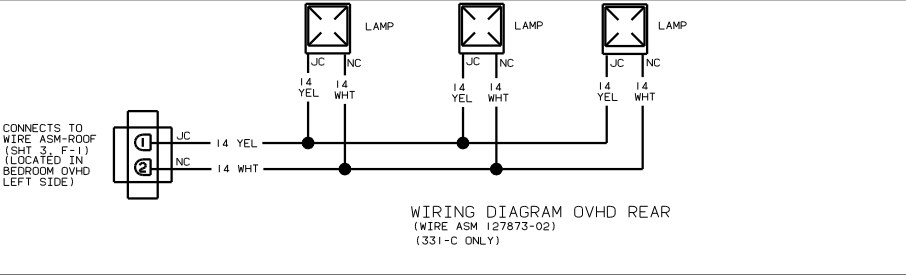 LAMP
LAMP
LAMP
JC
NC
JC
NC
JC
NC
14
YEL
14
WHT
14
YEL
14
WHT
14
YEL
14
WHT
CONNECTS TO
WIRE ASM-ROOF
(SHT 3, F-1)
(LOCATED IN
BEDROOM OVHD
LEFT SIDE)
1
JC
14 YEL
2
NC
14 WHT
WIRING DIAGRAM OVHD REAR
(WIRE ASM 127873-02)
(331-C ONLY)